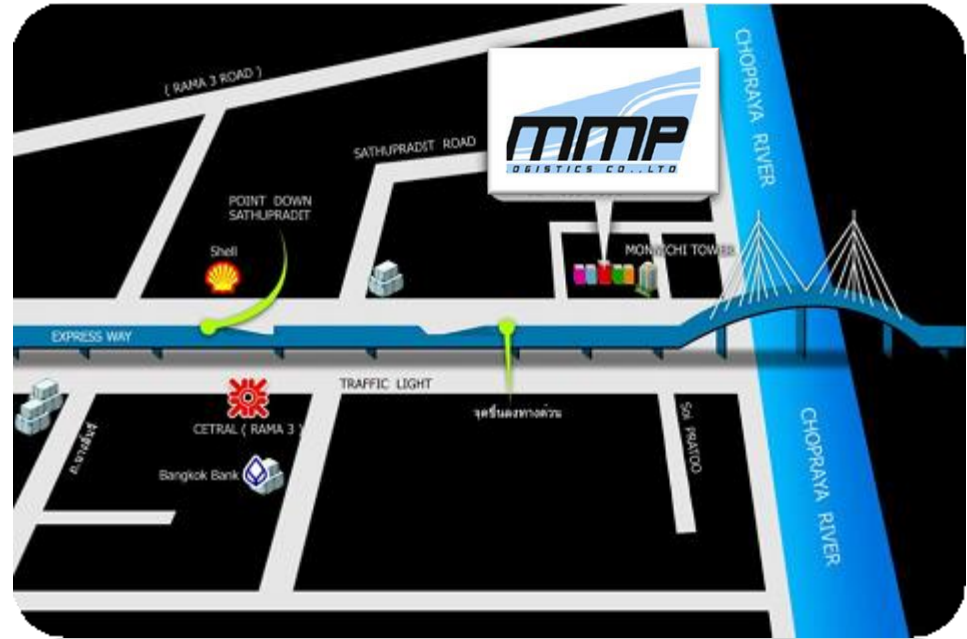 ( RAMA 3 ROAD )
CHOPRAYA RIVER
mmp
OGISTICS CO.,LTD
SATHUPRADIT ROAD
POINT DOWN
SATHUPRADIT
Shell
TOWER
EXPRESS WAY
TRAFFIC LIGHT
จุดขึ้นลงทางด่วน
CETRAL ( RAMA 3 )
Bangkok Bank
Soi PRATOO
CHOPRAYA RIVER